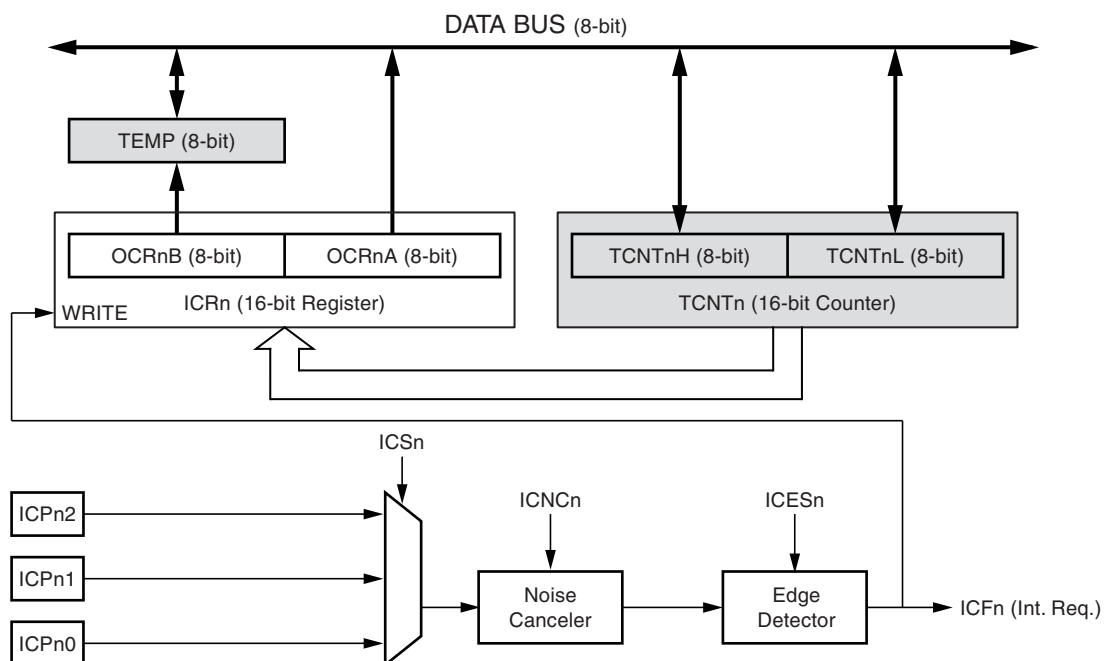 DATA BUS (8-bit)
TEMP (8-bit)
OCRnB (8-bit)
OCRnA (8-bit)
TCNTnH (8-bit)
TCNTnL (8-bit)
WRITE
ICRn (16-bit Register)
TCNTn (16-bit Counter)
ICSn
ICNCn
ICESn
ICPn2
ICPn1
ICPn0
Noise
Canceler
Edge
Detector
ICFn (Int. Req.)